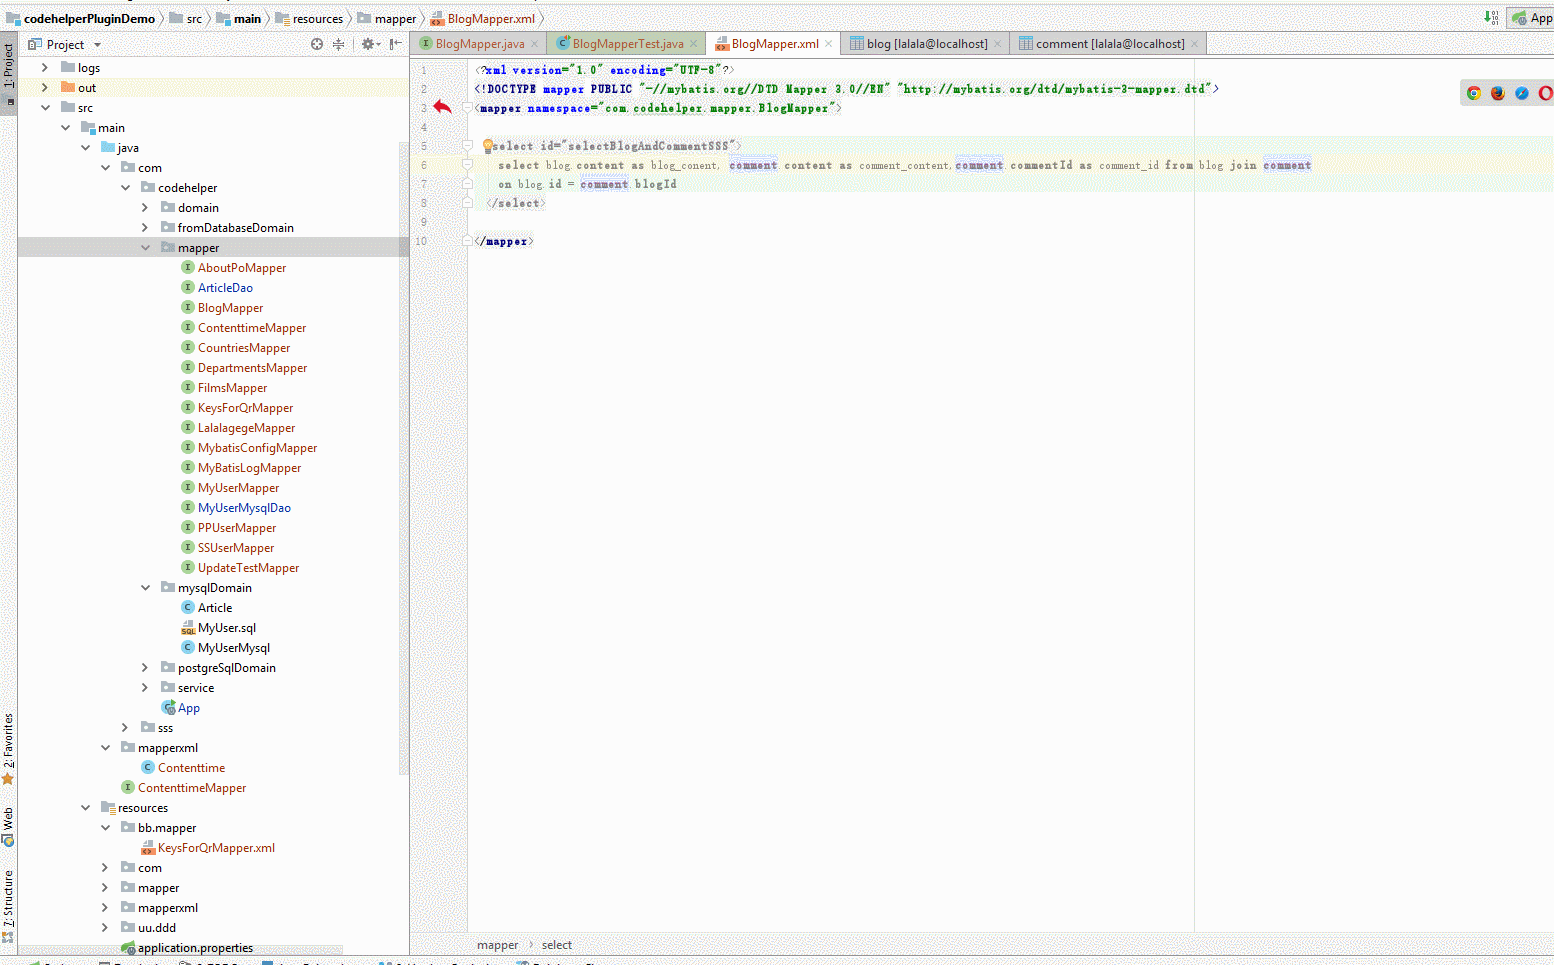 codehelperPluginDemo src main resources mapper BlogMapper.xml App
Project BlogMapper.java BlogMapperTest.java BlogMapper.xml blog [lalala@localhost] comment [lalala@localhost]
1: Project
2: Favorites
Web
7: Structure
logs
out
src
main
java
com
codehelper
domain
fromDatabaseDomain
mapper
AboutPoMapper
ArticleDao
BlogMapper
ContenttimeMapper
CountriesMapper
DepartmentsMapper
FilmsMapper
KeysForQrMapper
LalalagegeMapper
MybatisConfigMapper
MyBatisLogMapper
MyUserMapper
MyUserMysqlDao
PPUserMapper
SSUserMapper
UpdateTestMapper
mysqlDomain
Article
MyUser.sql
MyUserMysql
postgreSqlDomain
service
App
sss
mapperxml
Contenttime
ContenttimeMapper
resources
bb.mapper
KeysForQrMapper.xml
com
mapper
mapperxml
uu.ddd
application.properties
1 <?xml version="1.0" encoding="UTF-8"?>
2 <!DOCTYPE mapper PUBLIC "-//mybatis.org//DTD Mapper 3.0//EN" "http://mybatis.org/dtd/mybatis-3-mapper.dtd">
3 <mapper namespace="com.codehelper.mapper.BlogMapper">
4
5 select id="selectBlogAndCommentSSS">
6 select blog.content as blog_conent, comment.content as comment_content,comment.commentId as comment_id from blog join comment
7 on blog.id = comment.blogId
8 </select>
9
10 </mapper>
mapper select